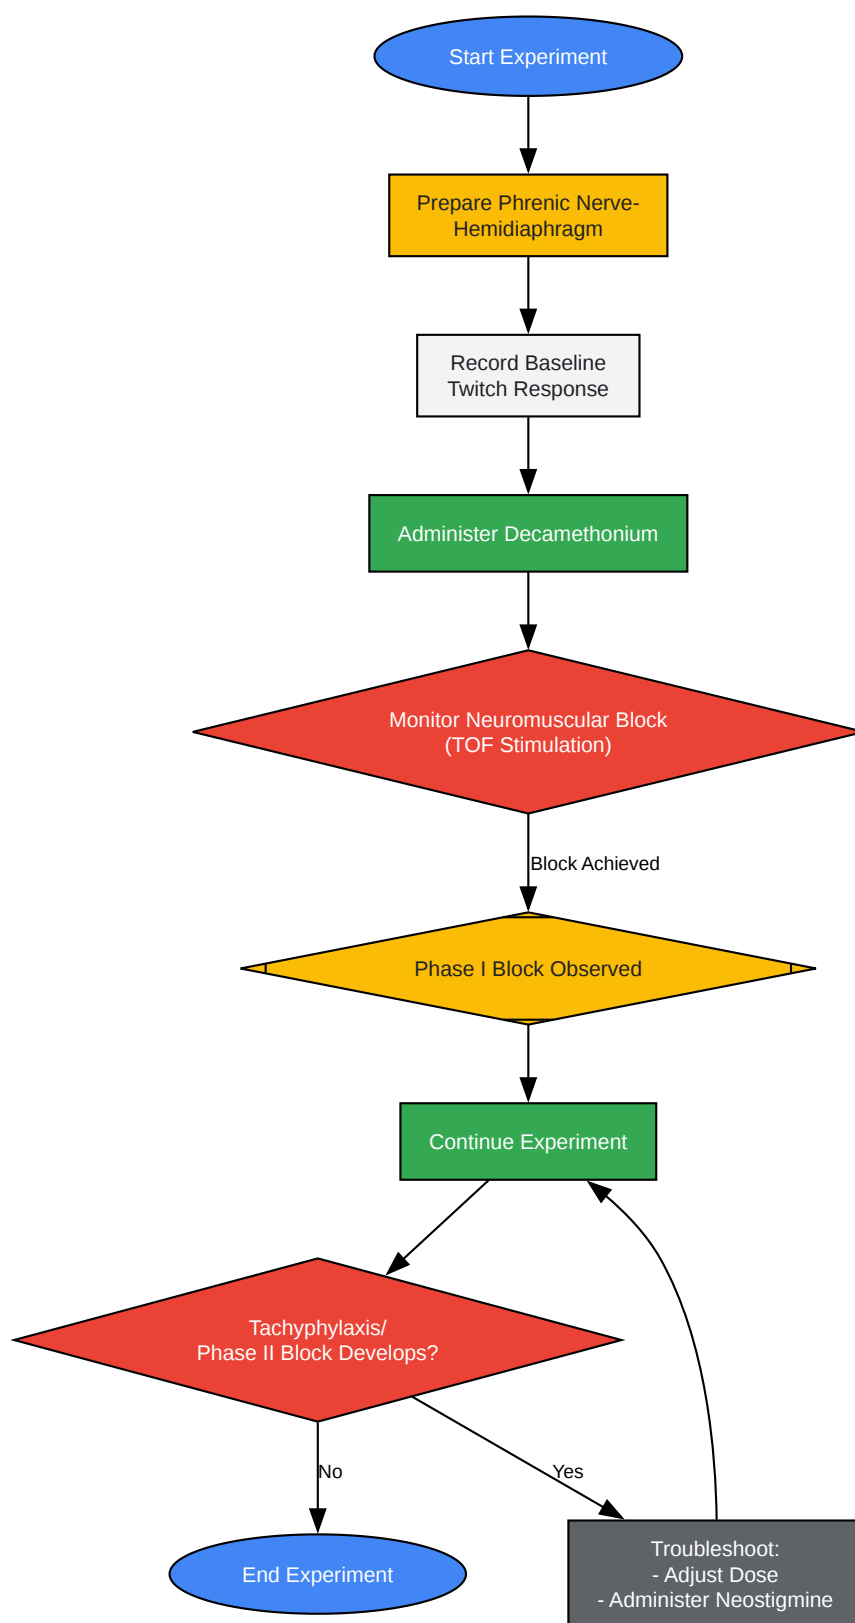 Start Experiment
Prepare Phrenic Nerve-
Hemidiaphragm
Record Baseline
Twitch Response
Administer Decamethonium
Monitor Neuromuscular Block
(TOF Stimulation)
Block Achieved
Phase I Block Observed
Continue Experiment
Tachyphylaxis/
Phase II Block Develops?
No
Yes
End Experiment
Troubleshoot:
- Adjust Dose
- Administer Neostigmine